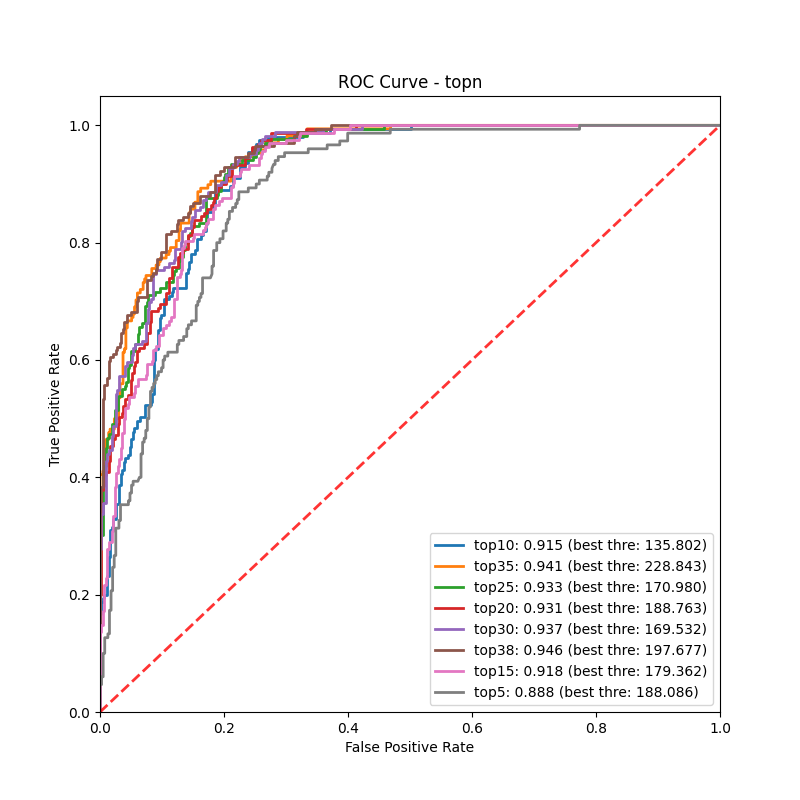 ROC Curve - topn
True Positive Rate
1.0
0.8
0.6
0.4
0.2
0.0
top10: 0.915 (best thre: 135.802)
top35: 0.941 (best thre: 228.843)
top25: 0.933 (best thre: 170.980)
top20: 0.931 (best thre: 188.763)
top30: 0.937 (best thre: 169.532)
top38: 0.946 (best thre: 197.677)
top15: 0.918 (best thre: 179.362)
top5: 0.888 (best thre: 188.086)
0.0 0.2 0.4 0.6 0.8 1.0
False Positive Rate